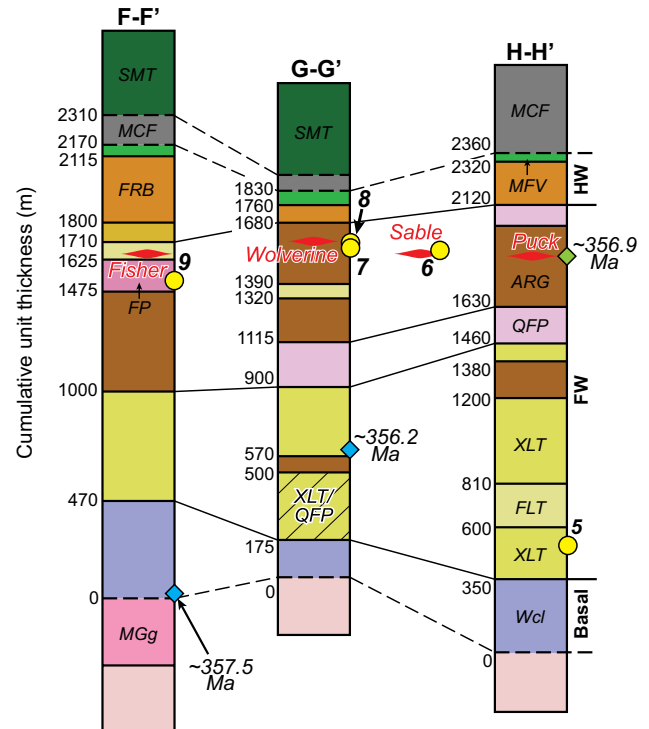 F-F'
G-G'
H-H'
Cumulative unit thickness (m)
SMT
2310
MCF
2170
2115
FRB
1800
1710
1625
Fisher
9
1475
FP
1000
470
0
MGg
~357.5
Ma
SMT
1830
1760
1680
8
Wolverine
7
1390
1320
1115
900
570
500
~356.2
Ma
XLT/
QFP
175
0
Sable
6
MCF
2360
2320
MFV
HW
2120
Puck
~356.9
Ma
ARG
1630
QFP
1460
1380
FW
1200
XLT
810
FLT
600
5
XLT
350
Wcl
Basal
0